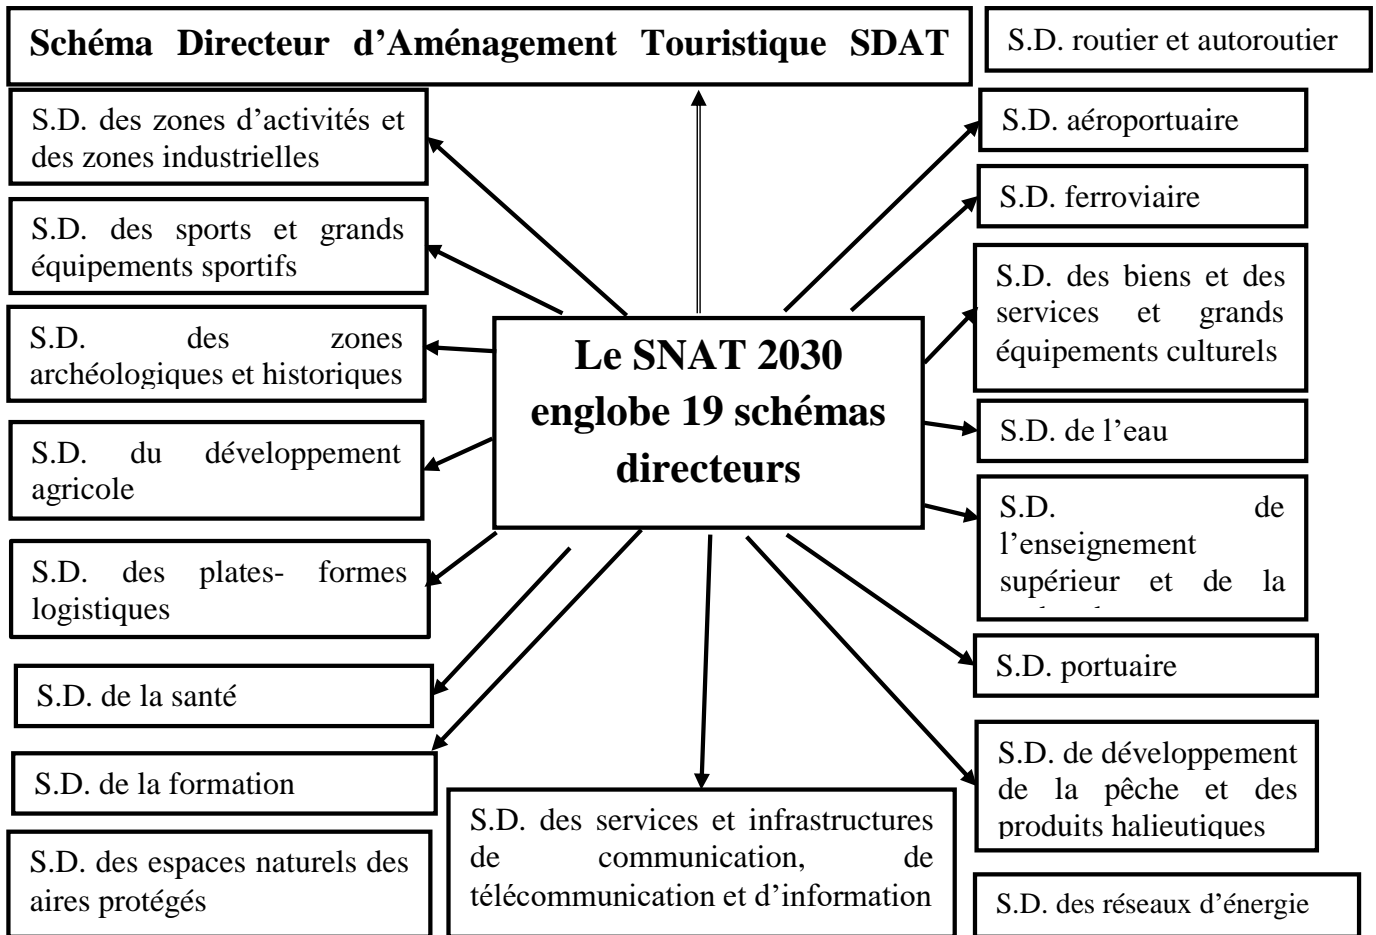 Schéma Directeur d’Aménagement Touristique SDAT
S.D. routier et autoroutier
S.D. des zones d’activités et
des zones industrielles
S.D. aéroportuaire
S.D. des sports et grands
équipements sportifs
S.D. ferroviaire
S.D. des zones
archéologiques et historiques
S.D. des biens et des
services et grands
équipements culturels
Le SNAT 2030
englobe 19 schémas
directeurs
S.D. du développement
agricole
S.D. de l’eau
S.D. des plates- formes
logistiques
S.D. de
l’enseignement
supérieur et de la
S.D. de la santé
S.D. portuaire
S.D. de la formation
S.D. de développement
de la pêche et des
produits halieutiques
S.D. des services et infrastructures
de communication, de
télécommunication et d’information
S.D. des espaces naturels des
aires protégés
S.D. des réseaux d’énergie